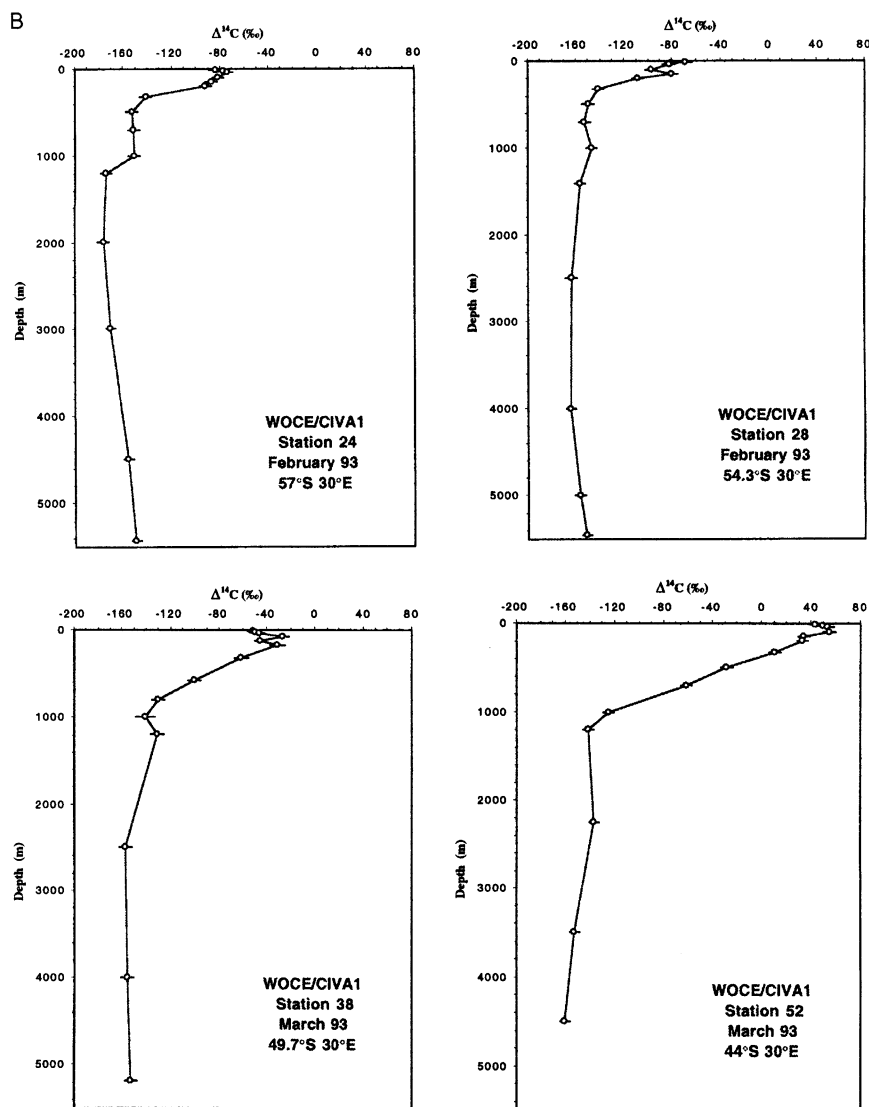 B
Δ¹⁴C (‰)
-200 -160 -120 -80 -40 0 40 80
0
1000
2000
3000
4000
5000
Depth (m)
WOCE/CIVA1
Station 24
February 93
57°S 30°E
Δ¹⁴C (‰)
-200 -160 -120 -80 -40 0 40 80
0
1000
2000
3000
4000
5000
Depth (m)
WOCE/CIVA1
Station 28
February 93
54.3°S 30°E
Δ¹⁴C (‰)
-200 -160 -120 -80 -40 0 40 80
0
1000
2000
3000
4000
5000
Depth (m)
WOCE/CIVA1
Station 38
March 93
49.7°S 30°E
Δ¹⁴C (‰)
-200 -160 -120 -80 -40 0 40 80
0
1000
2000
3000
4000
5000
Depth (m)
WOCE/CIVA1
Station 52
March 93
44°S 30°E